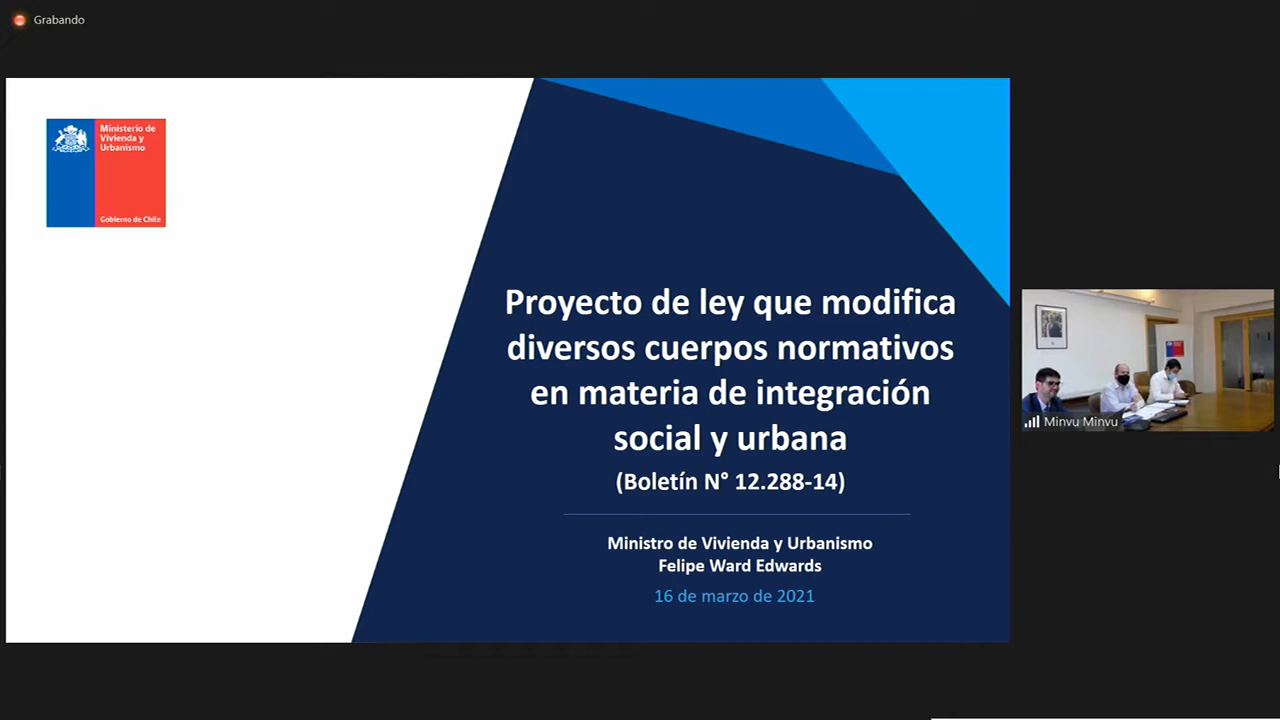 Grabando
Ministerio de
Vivienda y
Urbanismo
Gobierno de Chile
Proyecto de ley que modifica
diversos cuerpos normativos
en materia de integración
social y urbana
(Boletín N° 12.288-14)
Ministro de Vivienda y Urbanismo
Felipe Ward Edwards
16 de marzo de 2021
Minvu Minvu